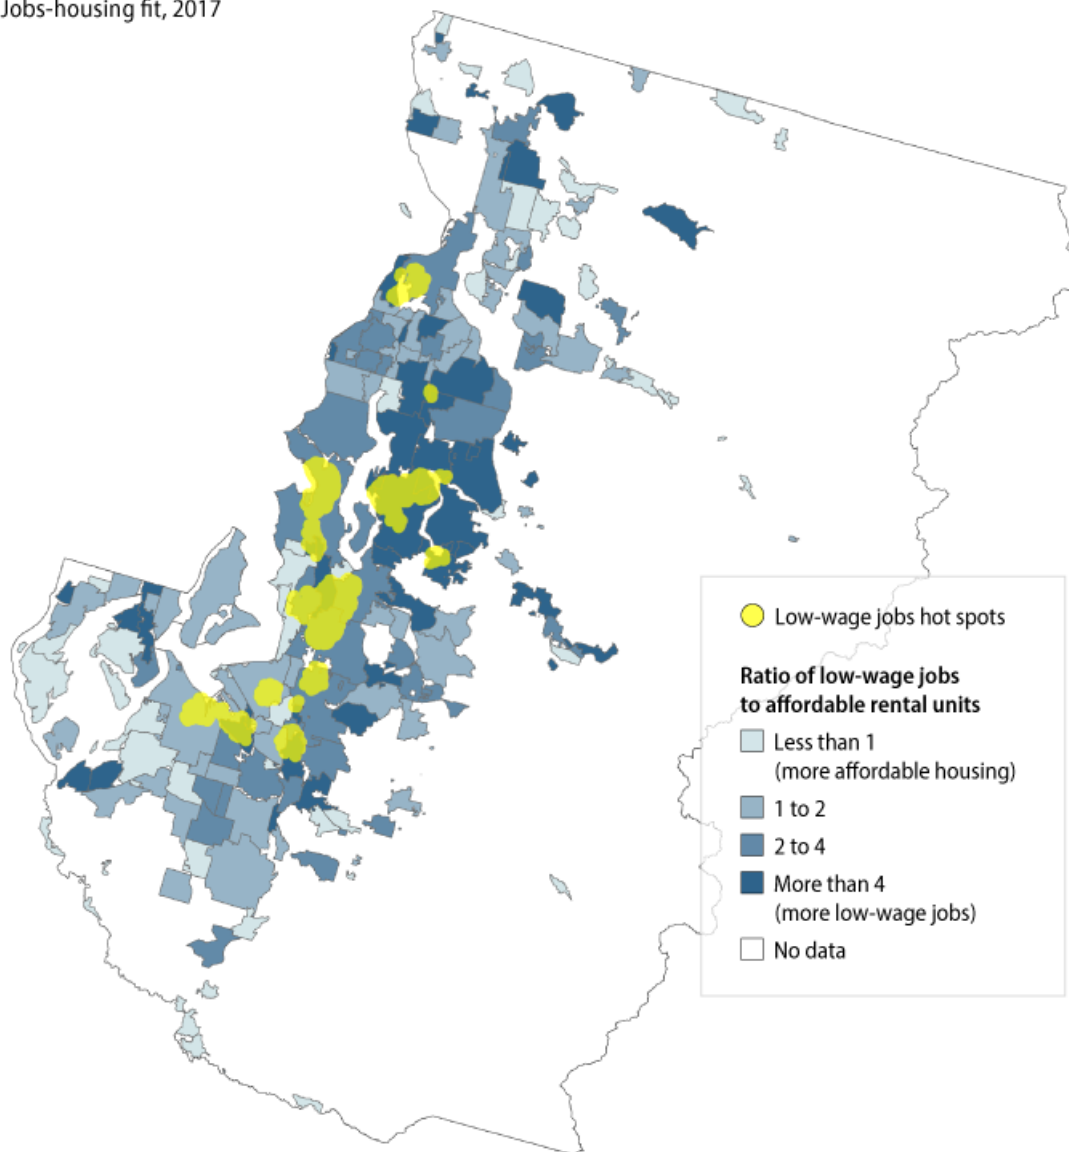 Jobs-housing fit, 2017
Low-wage jobs hot spots
Ratio of low-wage jobs
to affordable rental units
Less than 1
(more affordable housing)
1 to 2
2 to 4
More than 4
(more low-wage jobs)
No data